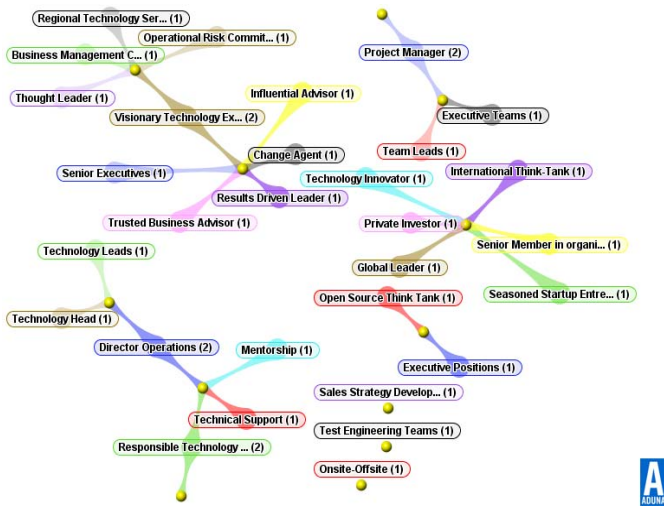 Regional Technology Ser... (1)
Operational Risk Commit... (1)
Business Management C... (1)
Thought Leader (1)
Influential Advisor (1)
Visionary Technology Ex... (2)
Change Agent (1)
Senior Executives (1)
Results Driven Leader (1)
Trusted Business Advisor (1)
Project Manager (2)
Executive Teams (1)
Team Leads (1)
International Think-Tank (1)
Technology Innovator (1)
Private Investor (1)
Senior Member in organi... (1)
Global Leader (1)
Seasoned Startup Entre... (1)
Technology Leads (1)
Technology Head (1)
Director Operations (2)
Mentorship (1)
Technical Support (1)
Responsible Technology ... (2)
Open Source Think Tank (1)
Executive Positions (1)
Sales Strategy Develop... (1)
Test Engineering Teams (1)
Onsite-Offsite (1)
A
ADUNA